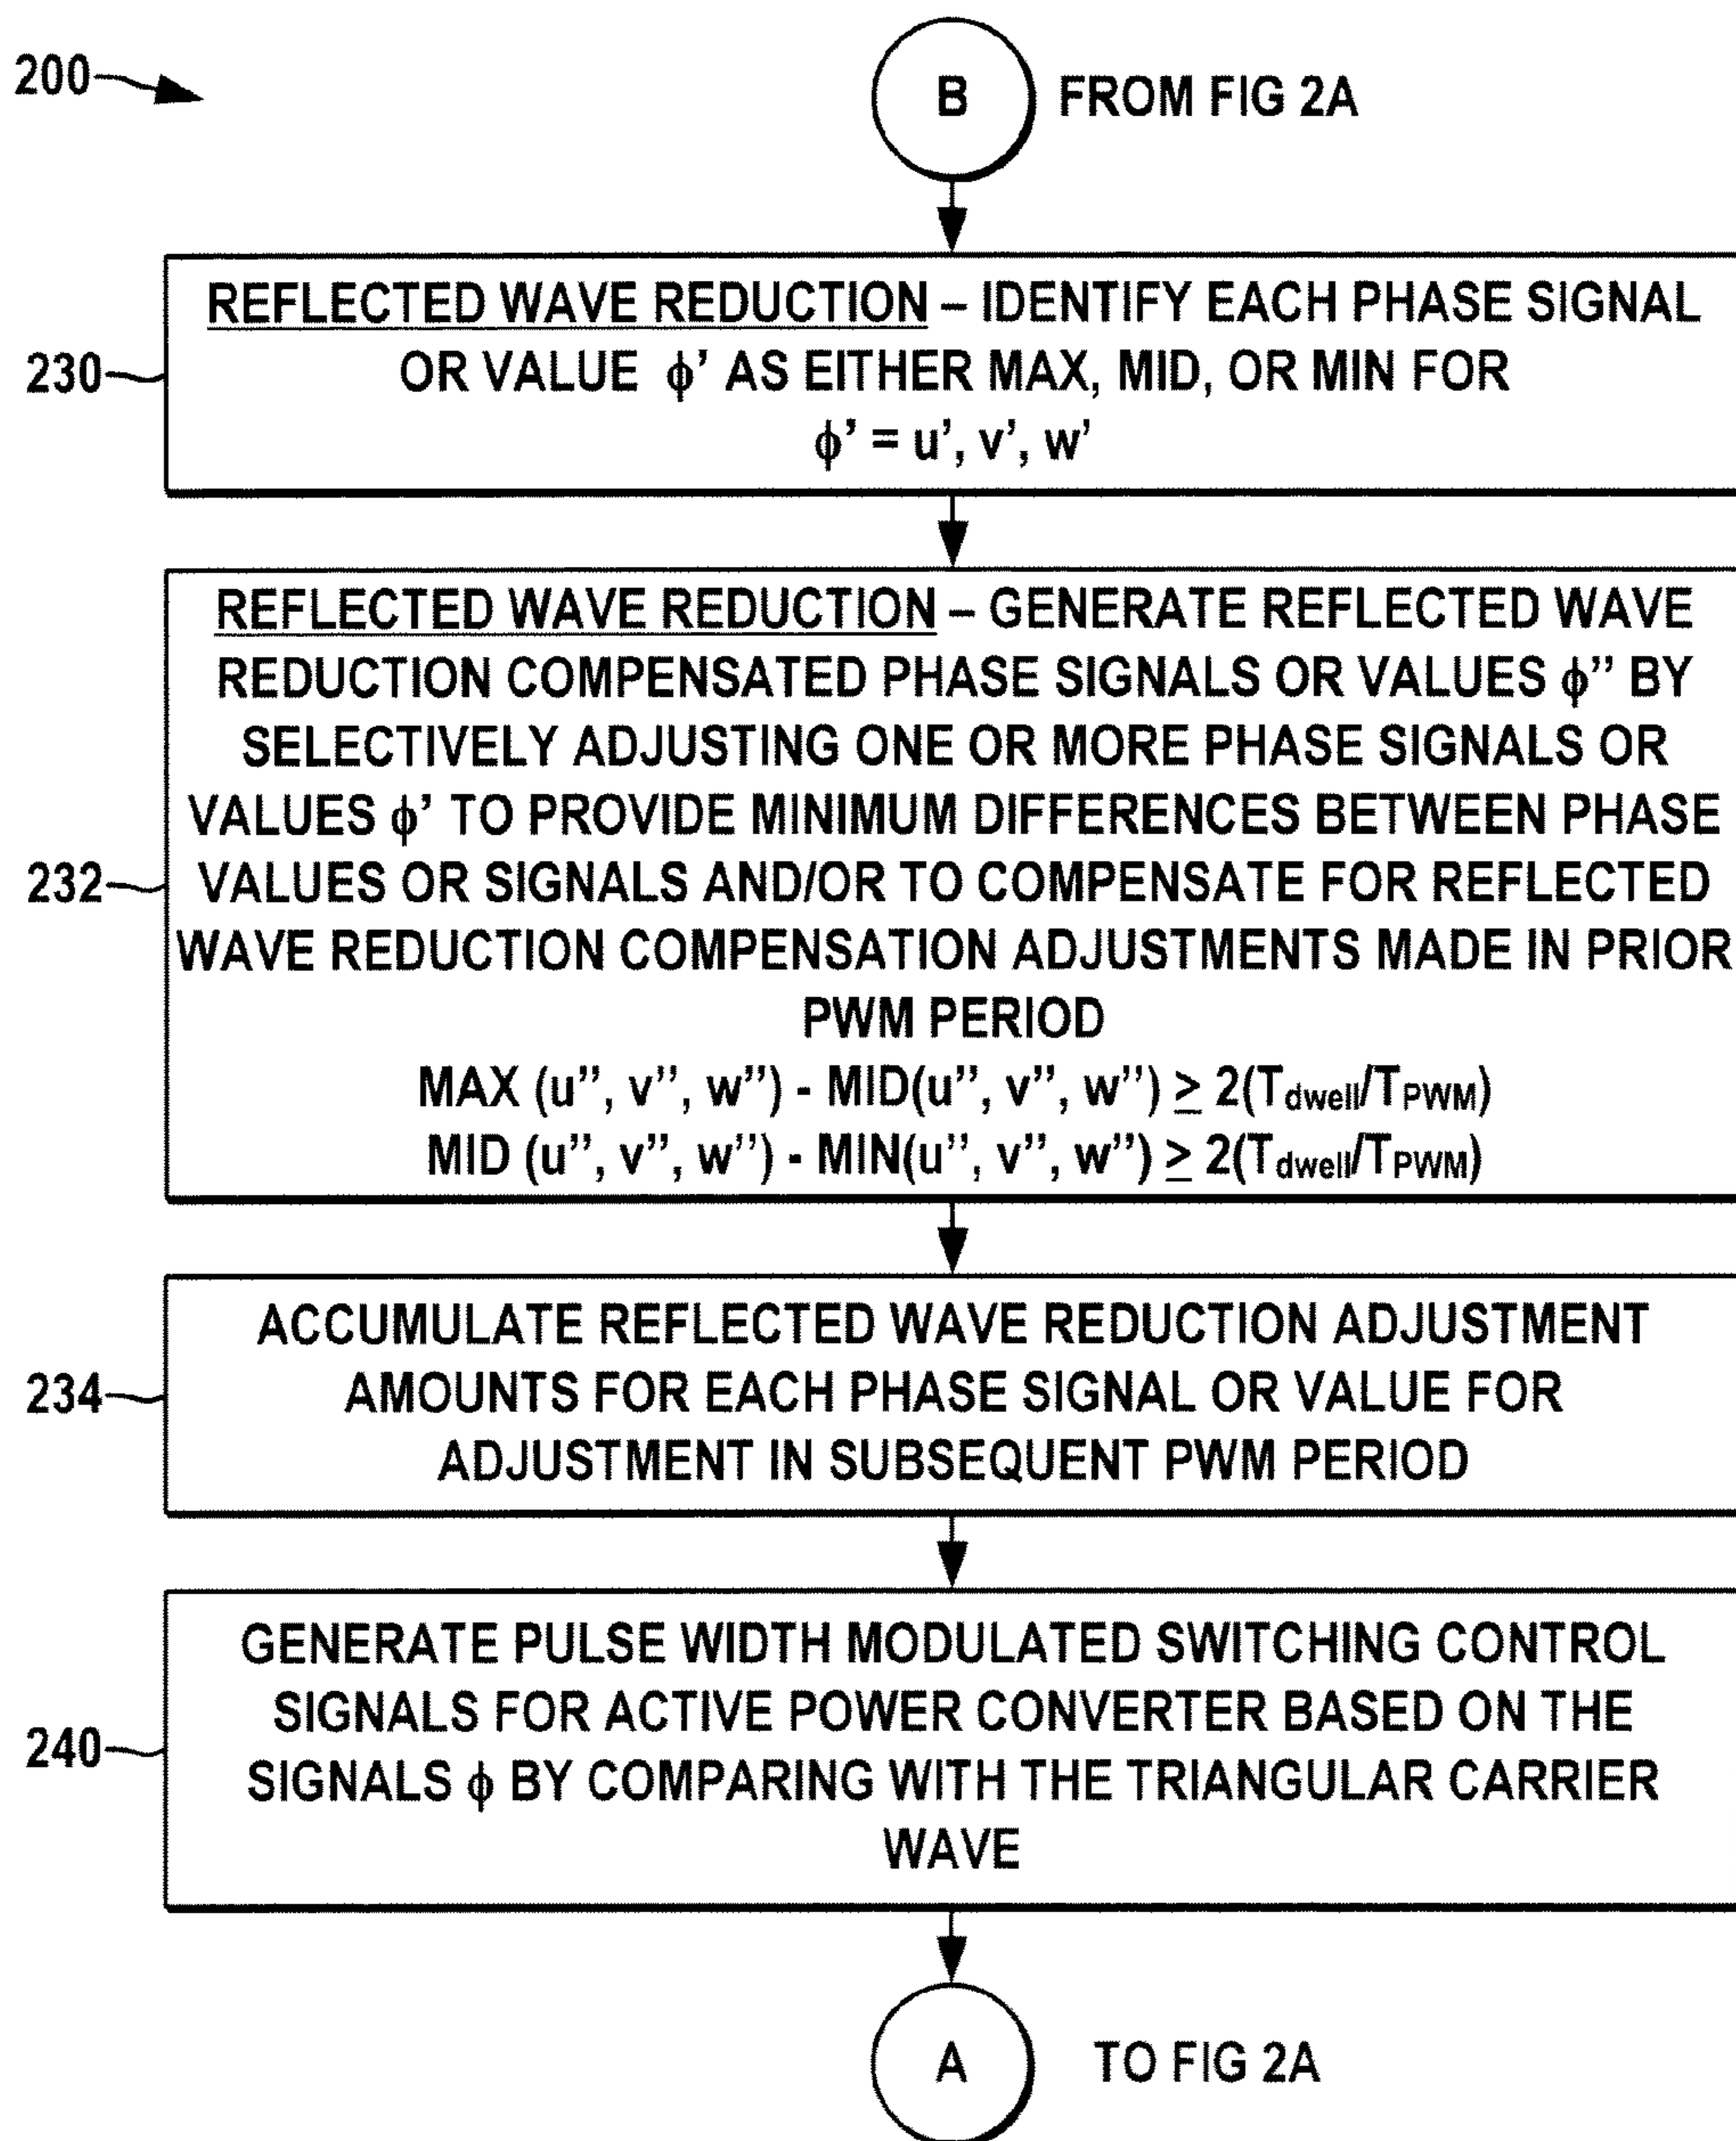 200
B FROM FIG 2A
REFLECTED WAVE REDUCTION – IDENTIFY EACH PHASE SIGNAL
OR VALUE ϕ' AS EITHER MAX, MID, OR MIN FOR
ϕ' = u', v', w'
230
REFLECTED WAVE REDUCTION – GENERATE REFLECTED WAVE
REDUCTION COMPENSATED PHASE SIGNALS OR VALUES ϕ'' BY
SELECTIVELY ADJUSTING ONE OR MORE PHASE SIGNALS OR
VALUES ϕ' TO PROVIDE MINIMUM DIFFERENCES BETWEEN PHASE
VALUES OR SIGNALS AND/OR TO COMPENSATE FOR REFLECTED
WAVE REDUCTION COMPENSATION ADJUSTMENTS MADE IN PRIOR
PWM PERIOD
MAX (u'', v'', w'') - MID(u'', v'', w'') ≥ 2(Tdwell/TPWM)
MID (u'', v'', w'') - MIN(u'', v'', w'') ≥ 2(Tdwell/TPWM)
232
ACCUMULATE REFLECTED WAVE REDUCTION ADJUSTMENT
AMOUNTS FOR EACH PHASE SIGNAL OR VALUE FOR
ADJUSTMENT IN SUBSEQUENT PWM PERIOD
234
GENERATE PULSE WIDTH MODULATED SWITCHING CONTROL
SIGNALS FOR ACTIVE POWER CONVERTER BASED ON THE
SIGNALS ϕ BY COMPARING WITH THE TRIANGULAR CARRIER
WAVE
240
A TO FIG 2A